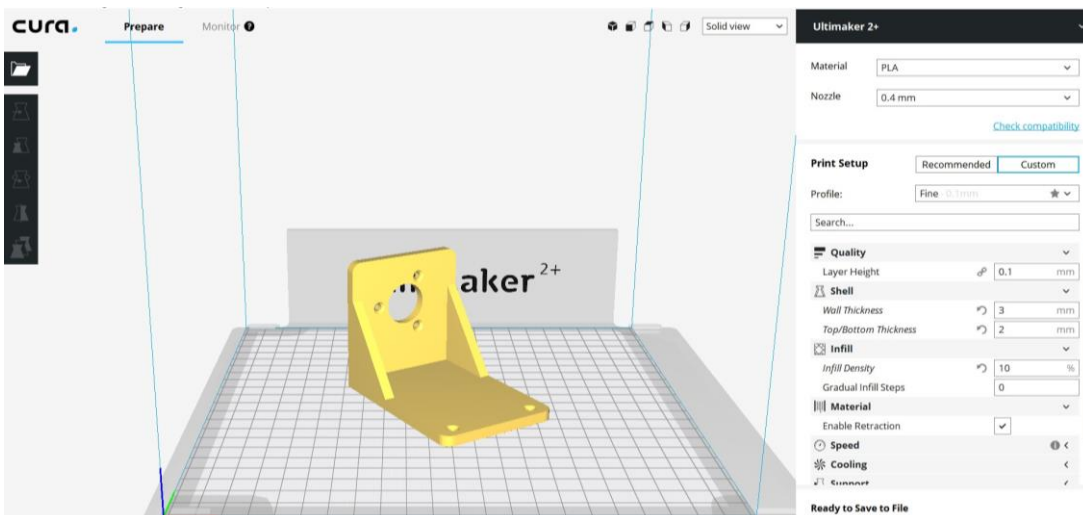 cura.
Prepare
Monitor ?
Solid view
Ultimaker 2+
Material PLA
Nozzle 0.4 mm
Check compatibility
Print Setup Recommended Custom
Profile: Fine 0.1mm
Search...
Quality
Layer Height 0.1 mm
Shell
Wall Thickness 3 mm
Top/Bottom Thickness 2 mm
Infill
Infill Density 10 %
Gradual Infill Steps 0
Material
Enable Retraction
Speed
Cooling
Support
Ready to Save to File
aker 2+